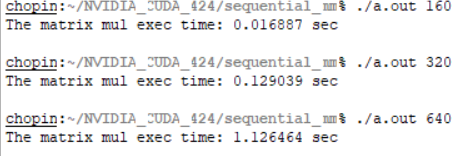 chopin:~/NVIDIA_CUDA_424/sequential_mm% ./a.out 160
The matrix mul exec time: 0.016887 sec
chopin:~/NVIDIA_CUDA_424/sequential_mm% ./a.out 320
The matrix mul exec time: 0.129039 sec
chopin:~/NVIDIA_CUDA_424/sequential_mm% ./a.out 640
The matrix mul exec time: 1.126464 sec